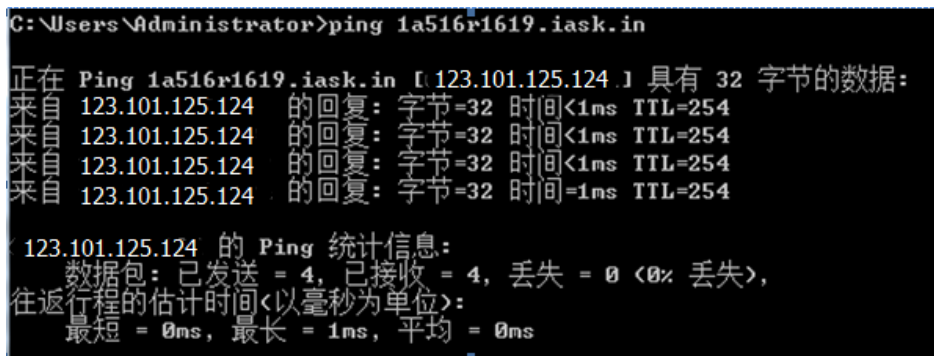 C:\Users\Administrator>ping 1a516r1619.iask.in
正在 Ping 1a516r1619.iask.in [ 123.101.125.124 ] 具有 32 字节的数据:
来自 123.101.125.124 的回复: 字节=32 时间<1ms TTL=254
来自 123.101.125.124 的回复: 字节=32 时间<1ms TTL=254
来自 123.101.125.124 的回复: 字节=32 时间<1ms TTL=254
来自 123.101.125.124 的回复: 字节=32 时间=1ms TTL=254
123.101.125.124 的 Ping 统计信息:
数据包: 已发送 = 4, 已接收 = 4, 丢失 = 0 (0% 丢失),
往返行程的估计时间(以毫秒为单位):
最短 = 0ms, 最长 = 1ms, 平均 = 0ms